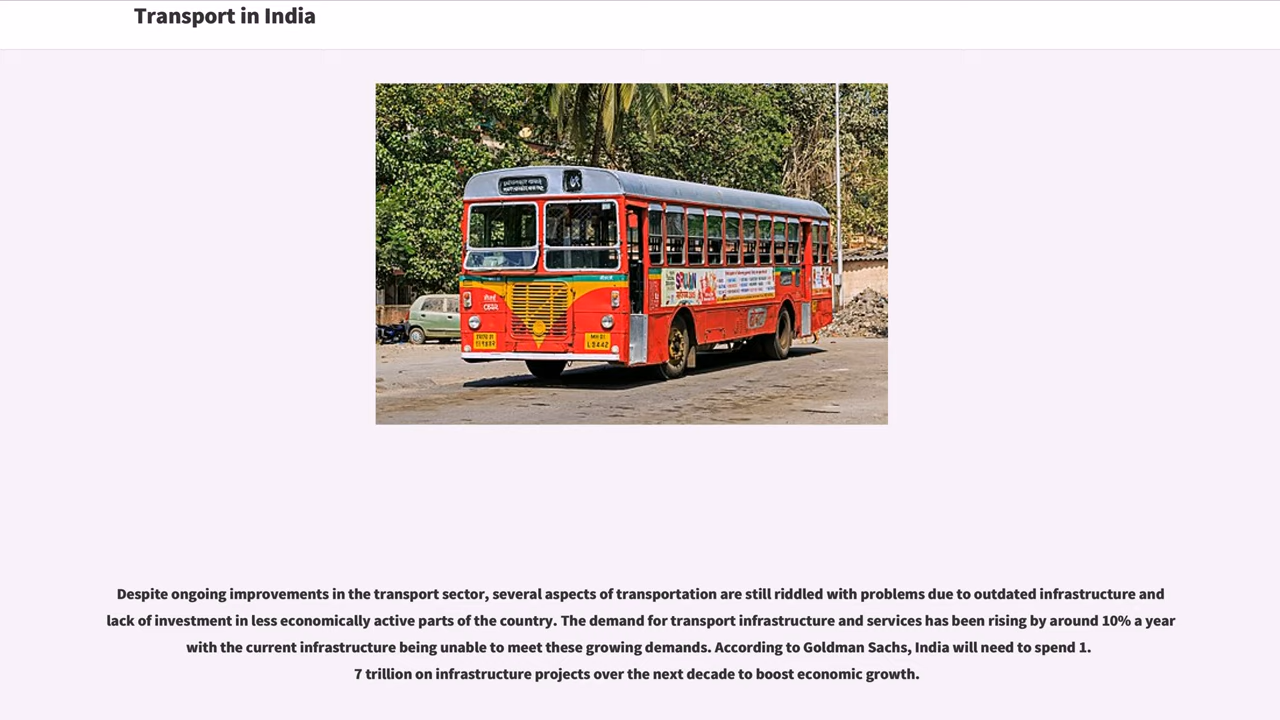 Transport in India
Despite ongoing improvements in the transport sector, several aspects of transportation are still riddled with problems due to outdated infrastructure and
lack of investment in less economically active parts of the country. The demand for transport infrastructure and services has been rising by around 10% a year
with the current infrastructure being unable to meet these growing demands. According to Goldman Sachs, India will need to spend 1.
7 trillion on infrastructure projects over the next decade to boost economic growth.